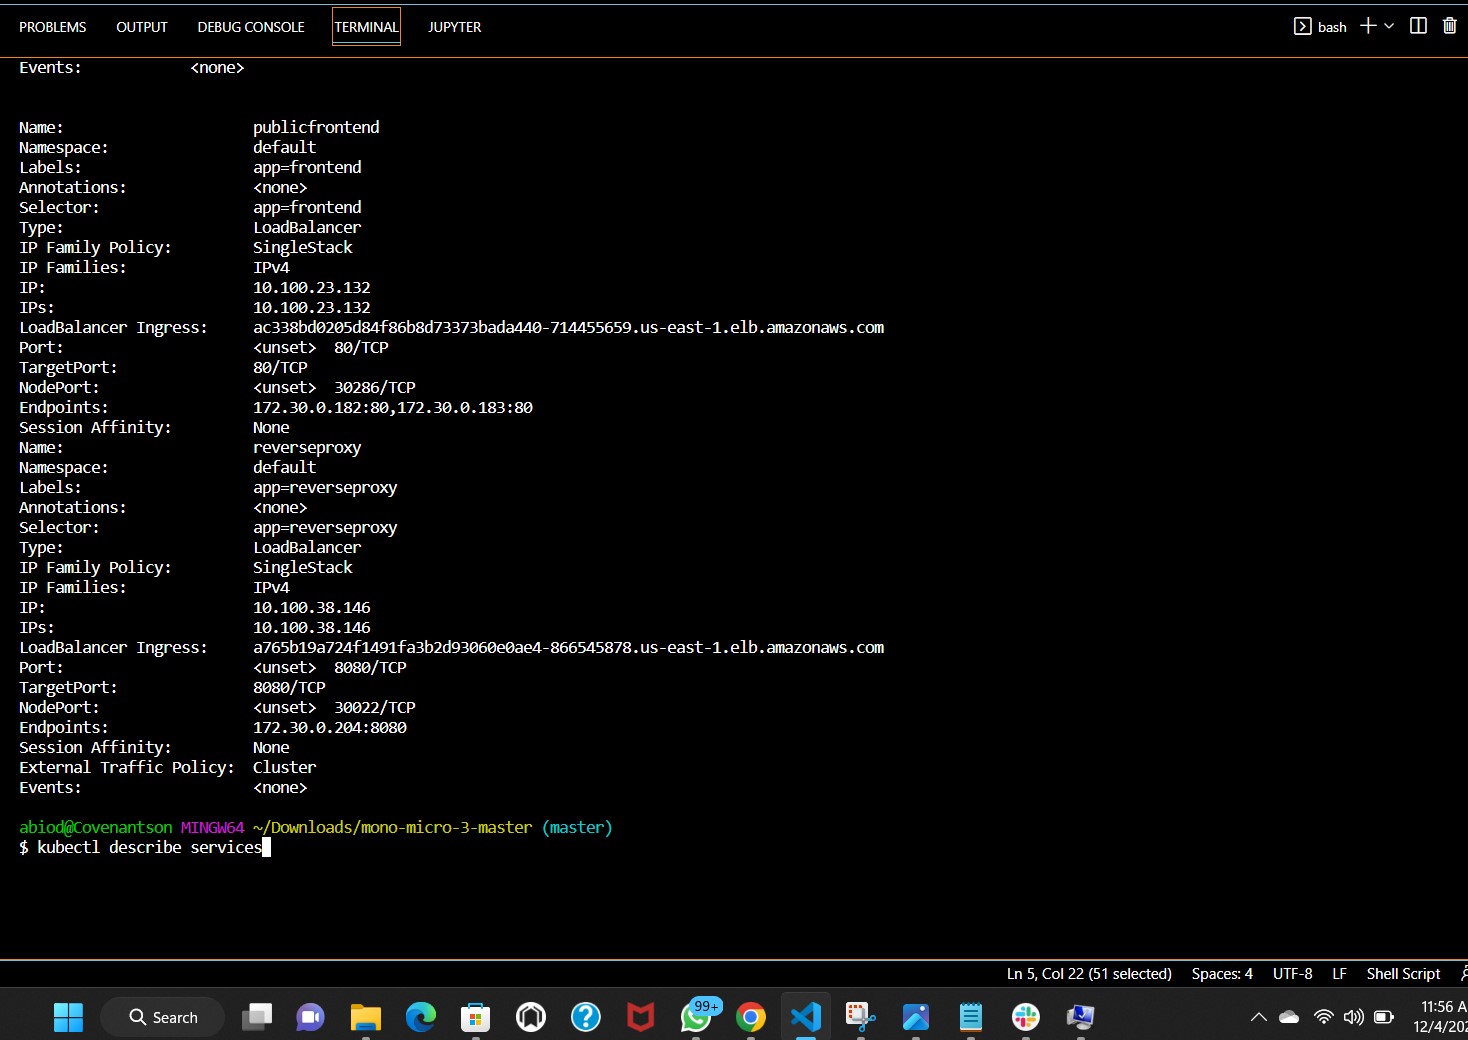 PROBLEMS OUTPUT DEBUG CONSOLE TERMINAL JUPYTER bash
Events: <none>
Name: publicfrontend
Namespace: default
Labels: app=frontend
Annotations: <none>
Selector: app=frontend
Type: LoadBalancer
IP Family Policy: SingleStack
IP Families: IPv4
IP: 10.100.23.132
IPs: 10.100.23.132
LoadBalancer Ingress: ac338bd0205d84f86b8d73373bada440-714455659.us-east-1.elb.amazonaws.com
Port: <unset> 80/TCP
TargetPort: 80/TCP
NodePort: <unset> 30286/TCP
Endpoints: 172.30.0.182:80,172.30.0.183:80
Session Affinity: None
Name: reverseproxy
Namespace: default
Labels: app=reverseproxy
Annotations: <none>
Selector: app=reverseproxy
Type: LoadBalancer
IP Family Policy: SingleStack
IP Families: IPv4
IP: 10.100.38.146
IPs: 10.100.38.146
LoadBalancer Ingress: a765b19a724f1491fa3b2d93060e0ae4-866545878.us-east-1.elb.amazonaws.com
Port: <unset> 8080/TCP
TargetPort: 8080/TCP
NodePort: <unset> 30022/TCP
Endpoints: 172.30.0.204:8080
Session Affinity: None
External Traffic Policy: Cluster
Events: <none>
abiod@Covenantson MINGW64 ~/Downloads/mono-micro-3-master (master)
$ kubectl describe services
Ln 5, Col 22 (51 selected) Spaces: 4 UTF-8 LF Shell Script
Search 99+ 11:56 A
12/4/202